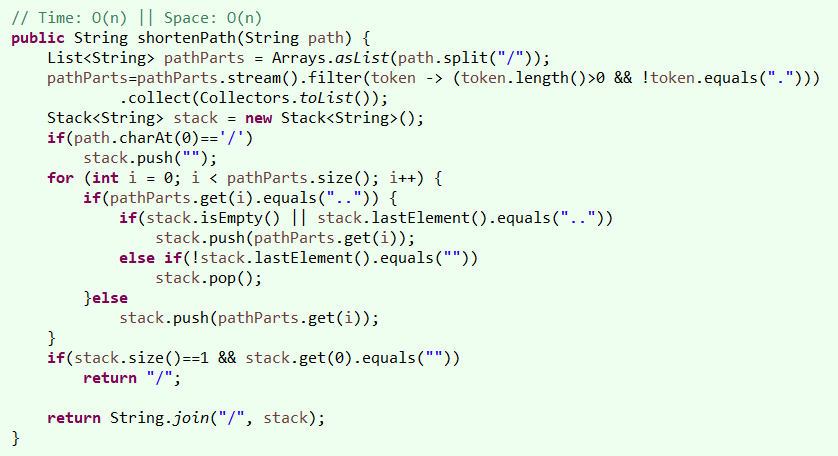 // Time: O(n) || Space: O(n)
public String shortenPath(String path) {
    List<String> pathParts = Arrays.asList(path.split("/"));
    pathParts=pathParts.stream().filter(token -> (token.length()>0 && !token.equals(".")))
            .collect(Collectors.toList());
    Stack<String> stack = new Stack<String>();
    if(path.charAt(0)=='/')
        stack.push("");
    for (int i = 0; i < pathParts.size(); i++) {
        if(pathParts.get(i).equals("..")) {
            if(stack.isEmpty() || stack.lastElement().equals(".."))
                stack.push(pathParts.get(i));
            else if(!stack.lastElement().equals(""))
                stack.pop();
        }else
            stack.push(pathParts.get(i));
    }
    if(stack.size()==1 && stack.get(0).equals(""))
        return "/";

    return String.join("/", stack);
}